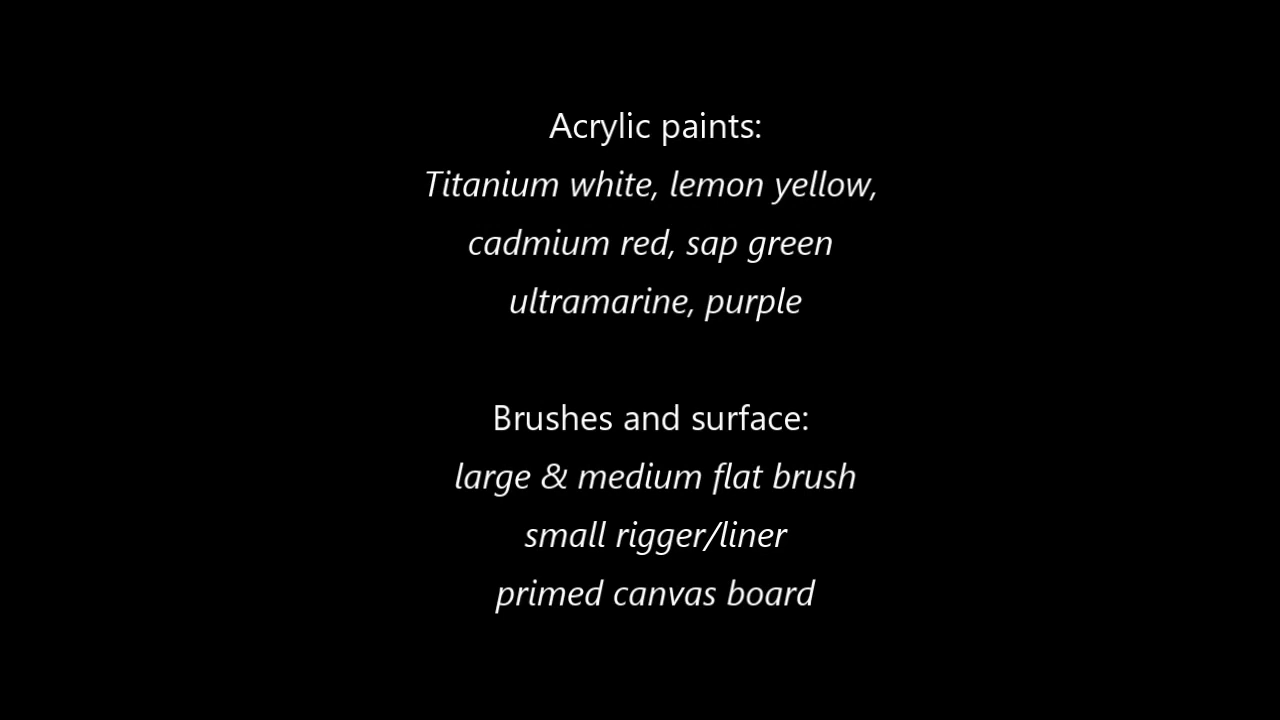 Acrylic paints:
Titanium white, lemon yellow,
cadmium red, sap green
ultramarine, purple
Brushes and surface:
large & medium flat brush
small rigger/liner
primed canvas board